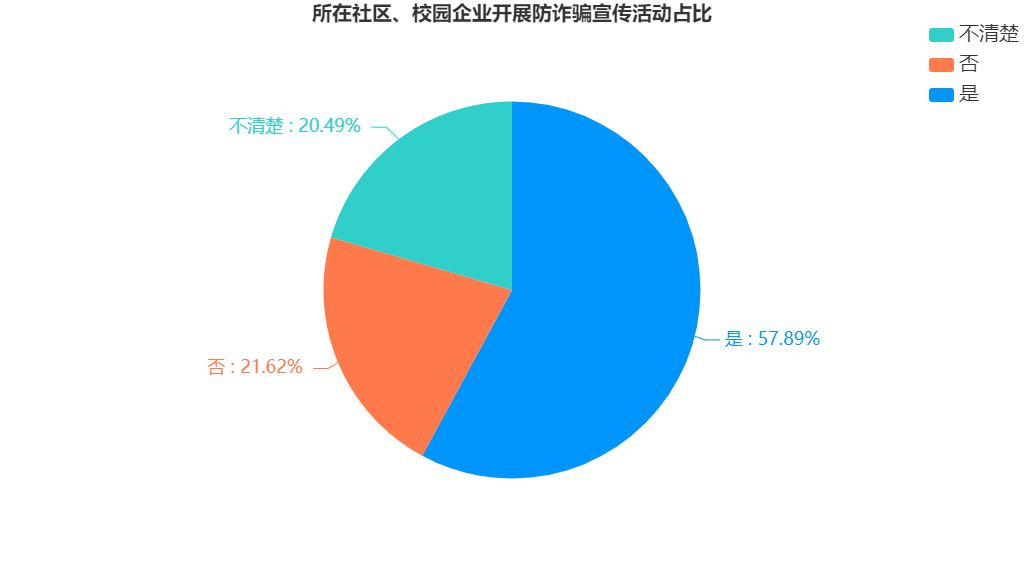 所在社区、校园企业开展防诈骗宣传活动占比
不清楚
否
是
不清楚 : 20.49%
是 : 57.89%
否 : 21.62%